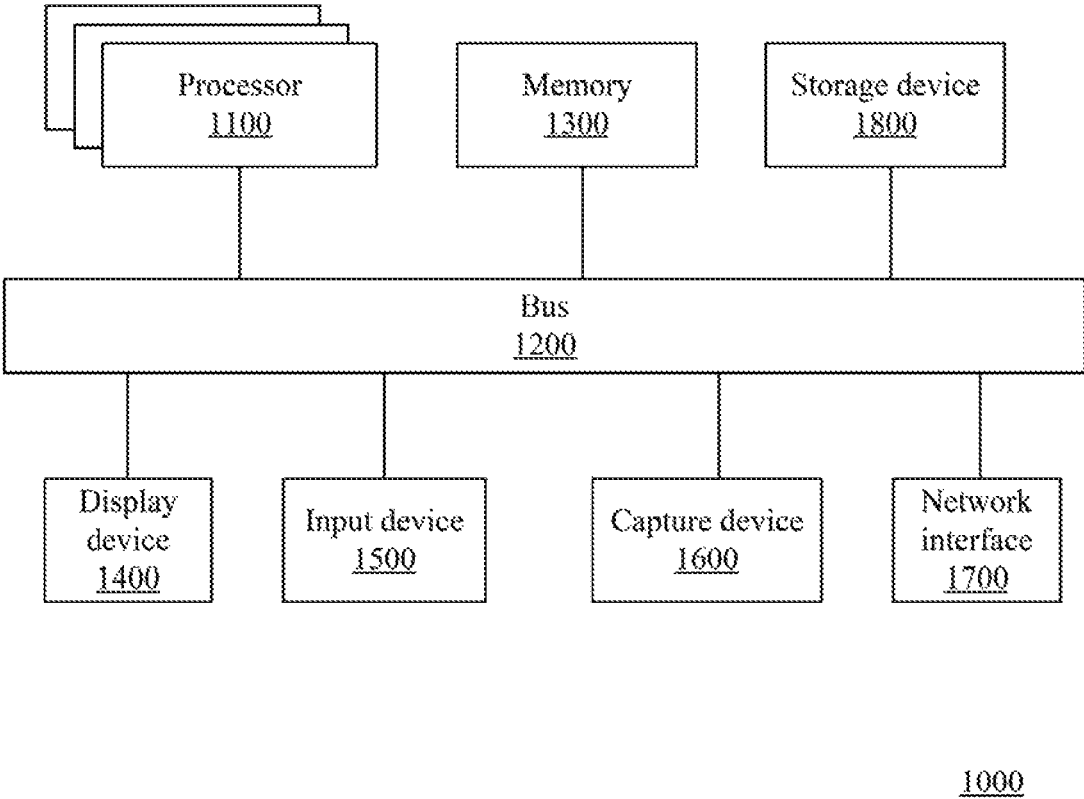 Processor
1100
Memory
1300
Storage device
1800
Bus
1200
Display
device
1400
Input device
1500
Capture device
1600
Network
interface
1700
1000